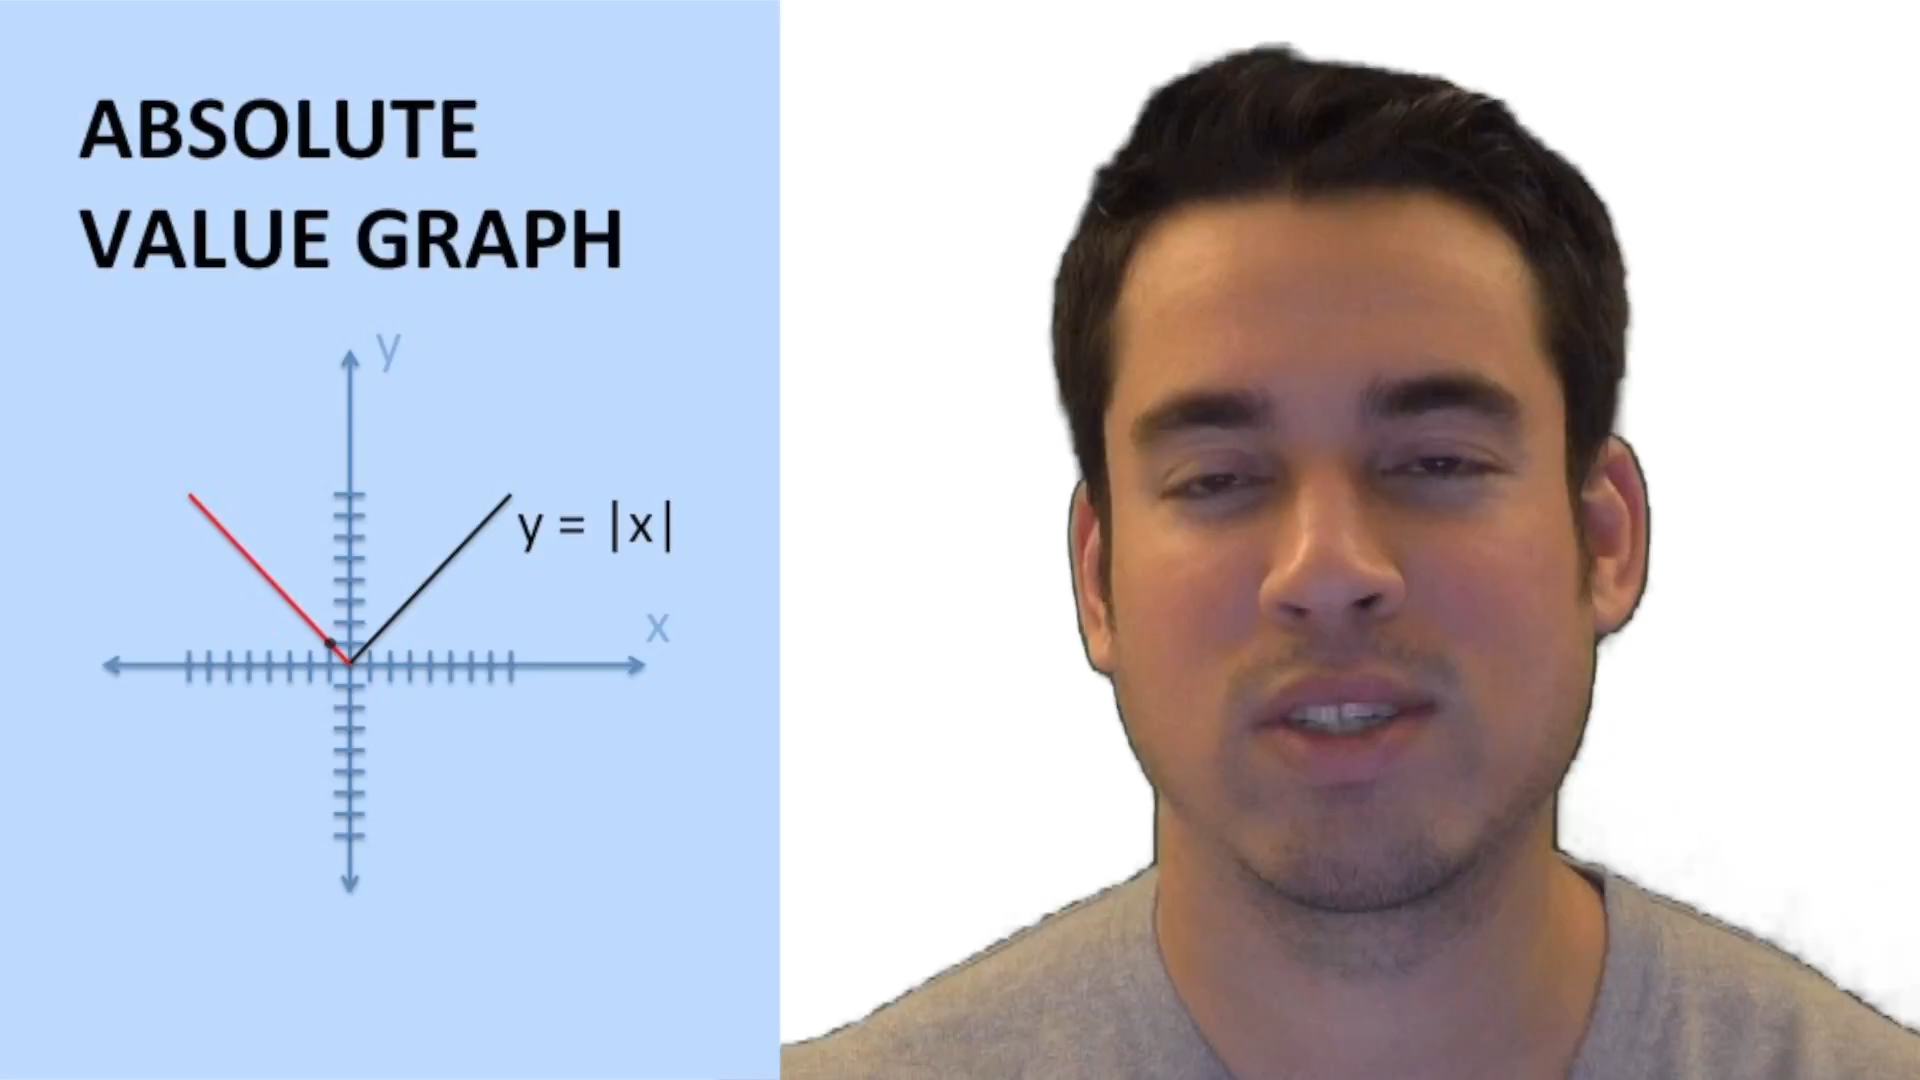 ABSOLUTE
VALUE GRAPH
y
y = |x|
x